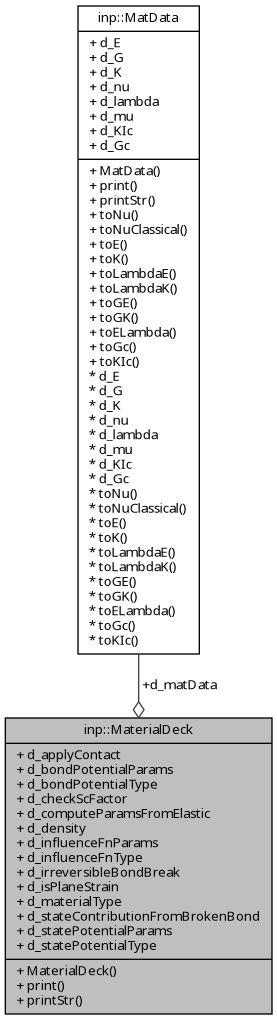 inp::MatData
+ d_E
+ d_G
+ d_K
+ d_nu
+ d_lambda
+ d_mu
+ d_KIc
+ d_Gc
+ MatData()
+ print()
+ printStr()
+ toNu()
+ toNuClassical()
+ toE()
+ toK()
+ toLambdaE()
+ toLambdaK()
+ toGE()
+ toGK()
+ toELambda()
+ toGc()
+ toKIc()
* d_E
* d_G
* d_K
* d_nu
* d_lambda
* d_mu
* d_KIc
* d_Gc
* toNu()
* toNuClassical()
* toE()
* toK()
* toLambdaE()
* toLambdaK()
* toGE()
* toGK()
* toELambda()
* toGc()
* toKIc()
+d_matData
inp::MaterialDeck
+ d_applyContact
+ d_bondPotentialParams
+ d_bondPotentialType
+ d_checkScFactor
+ d_computeParamsFromElastic
+ d_density
+ d_influenceFnParams
+ d_influenceFnType
+ d_irreversibleBondBreak
+ d_isPlaneStrain
+ d_materialType
+ d_stateContributionFromBrokenBond
+ d_statePotentialParams
+ d_statePotentialType
+ MaterialDeck()
+ print()
+ printStr()